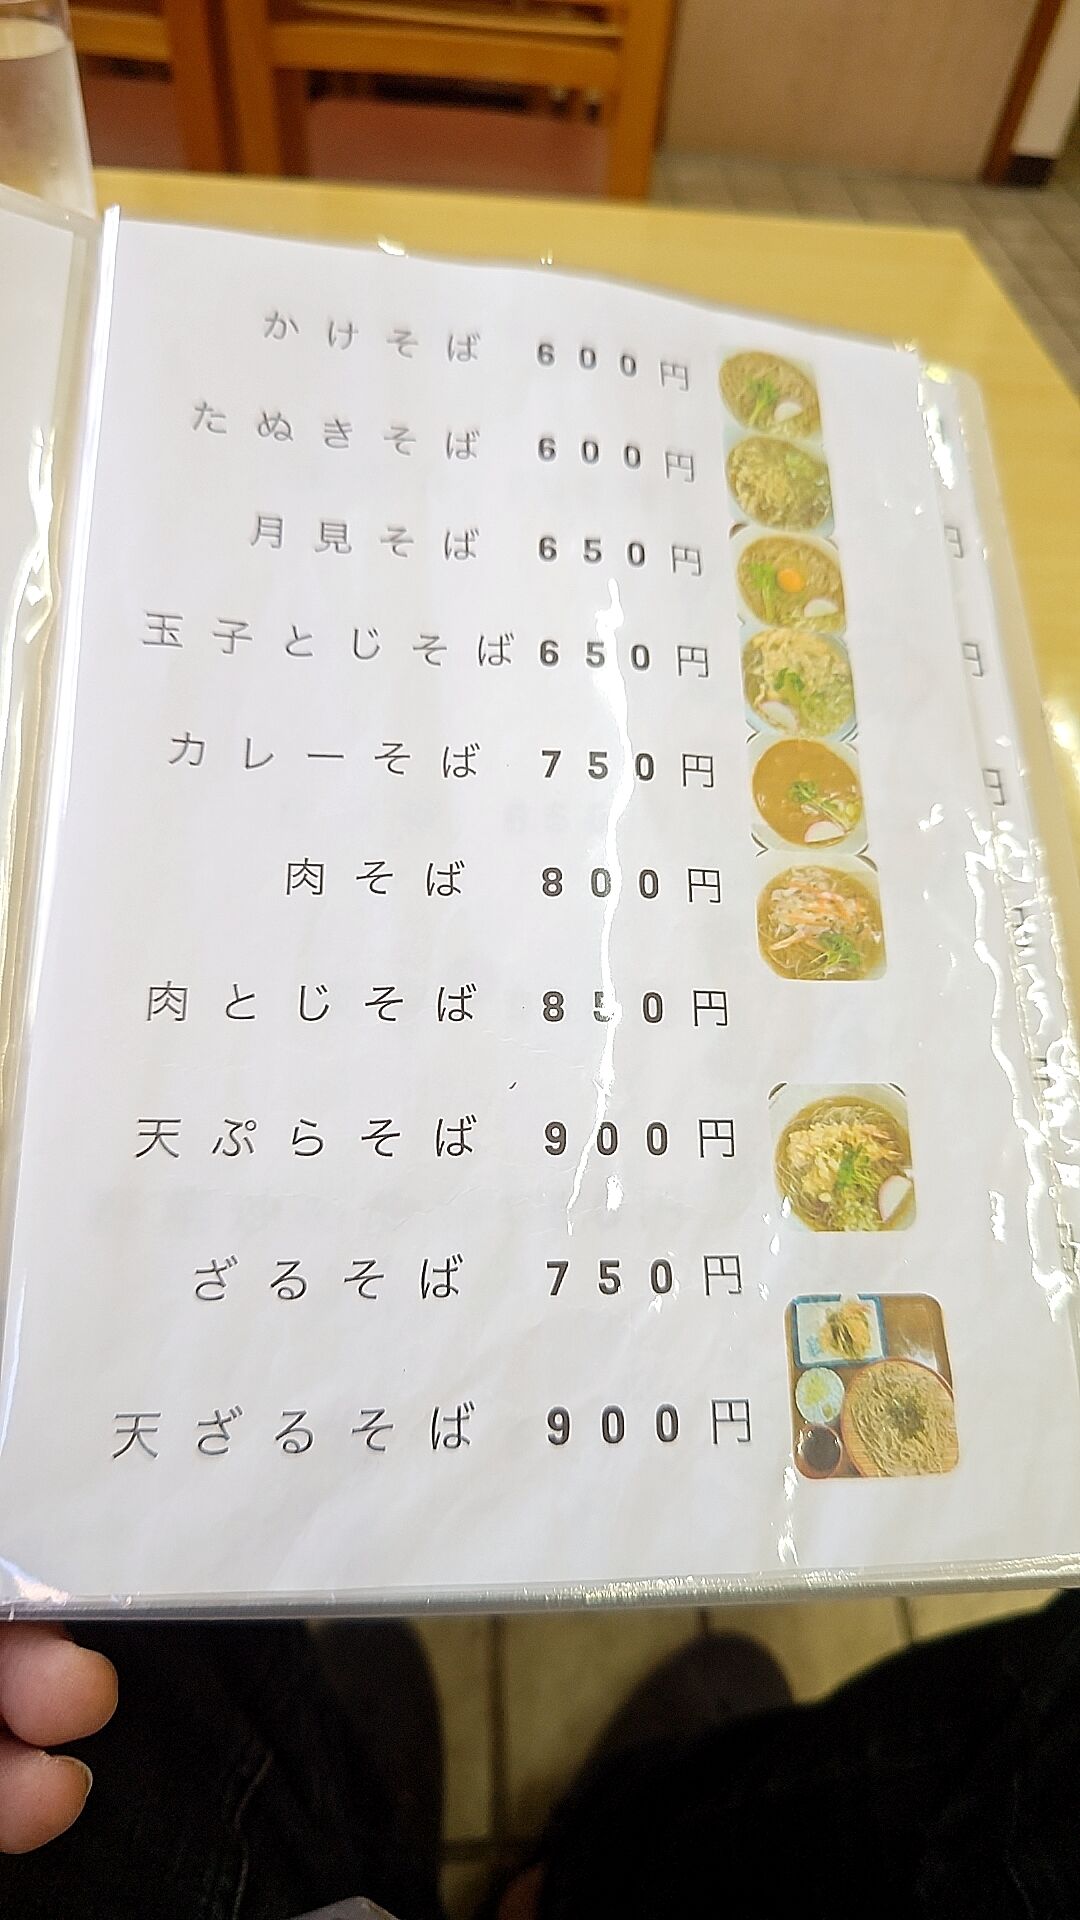 かけそば 600円
たぬきそば 600円
月見そば 650円
玉子とじそば 650円
カレーそば 750円
肉そば 800円
肉とじそば 850円
天ぷらそば 900円
ざるそば 750円
天ざるそば 900円
円
円
円